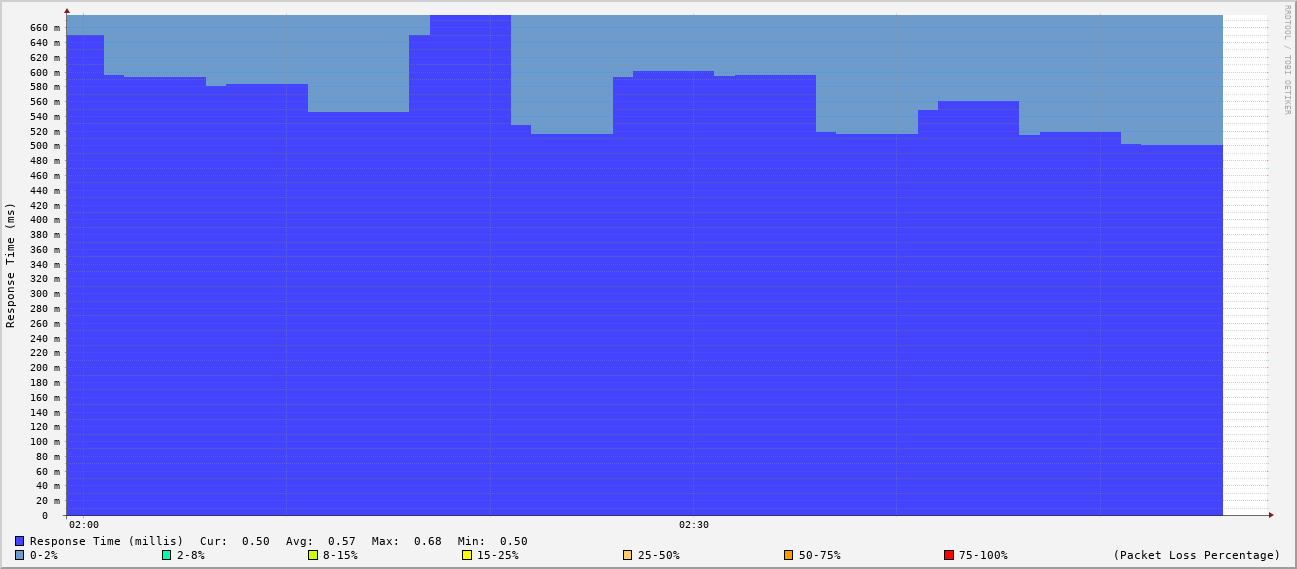 RRDTOOL / TOBI OETIKER
Response Time (ms)
660 m
640 m
620 m
600 m
580 m
560 m
540 m
520 m
500 m
480 m
460 m
440 m
420 m
400 m
380 m
360 m
340 m
320 m
300 m
280 m
260 m
240 m
220 m
200 m
180 m
160 m
140 m
120 m
100 m
80 m
60 m
40 m
20 m
0
02:00 02:30
Response Time (millis) Cur: 0.50 Avg: 0.57 Max: 0.68 Min: 0.50
0-2% 2-8% 8-15% 15-25% 25-50% 50-75% 75-100% (Packet Loss Percentage)